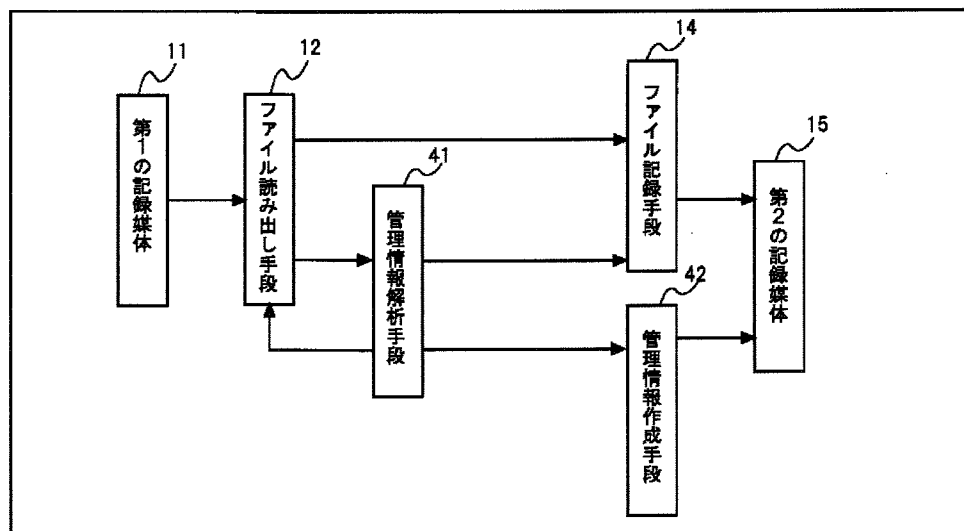 11
第1の記録媒体
12
ファイル読み出し手段
41
管理情報解析手段
14
ファイル記録手段
42
管理情報作成手段
15
第2の記録媒体